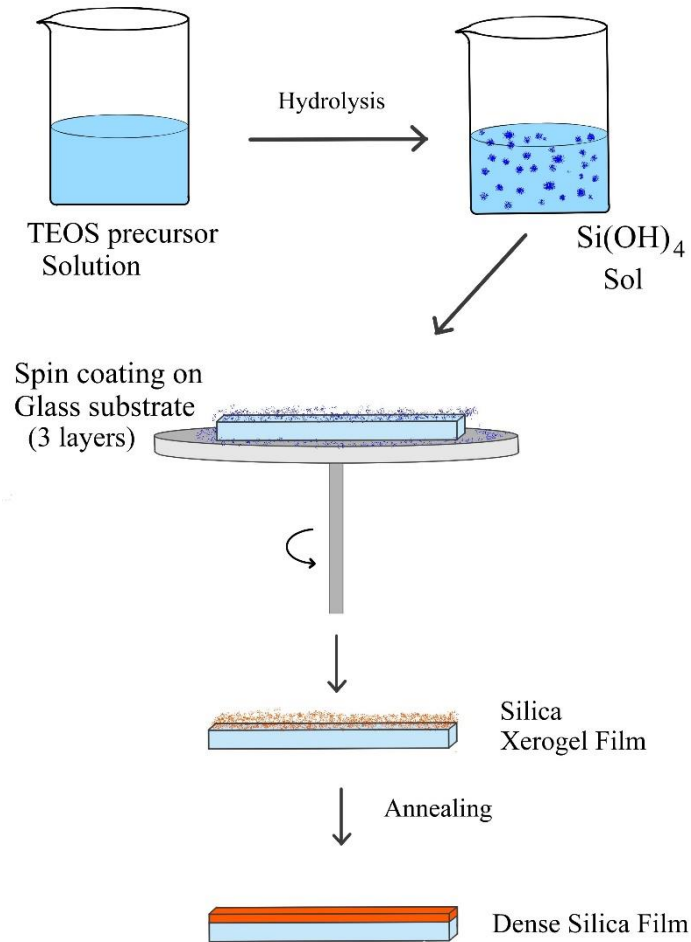 Hydrolysis
TEOS precursor
Solution
Si(OH)₄
Sol
Spin coating on
Glass substrate
(3 layers)
Silica
Xerogel Film
Annealing
Dense Silica Film